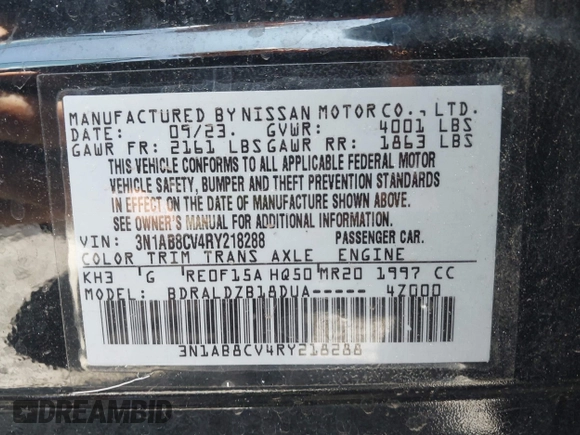 MANUFACTURED BY NISSAN MOTOR CO., LTD.
DATE: 09/23. GVWR: 4001 LBS
GAWR FR: 2161 LBS GAWR RR: 1863 LBS
THIS VEHICLE CONFORMS TO ALL APPLICABLE FEDERAL MOTOR
VEHICLE SAFETY, BUMPER AND THEFT PREVENTION STANDARDS
IN EFFECT ON THE DATE OF MANUFACTURE SHOWN ABOVE.
SEE OWNER'S MANUAL FOR ADDITIONAL INFORMATION.
VIN: 3N1AB8CV4RY218288 PASSENGER CAR.
COLOR TRIM TRANS AXLE ENGINE
KH3 G RE0F15A HQ50 MR20 1997 CC
MODEL: BDRALDZB18DUA----- 4Z000
3N1AB8CV4RY218288
DREAMBID